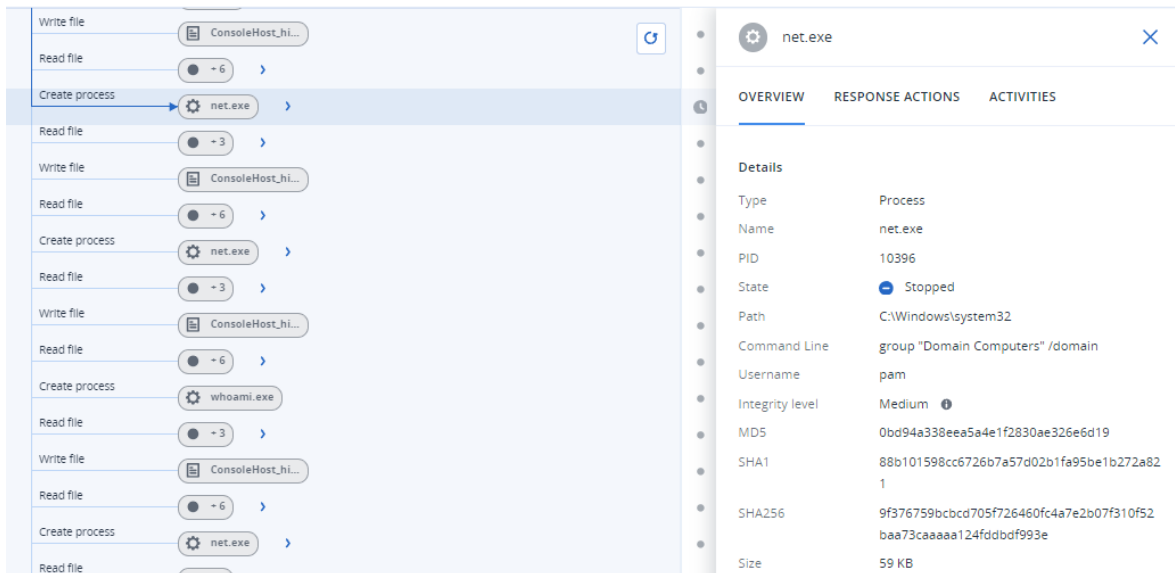 Write file
ConsoleHost_hi...
Read file
+6
Create process
net.exe
Read file
+3
Write file
ConsoleHost_hi...
Read file
+6
Create process
net.exe
Read file
+3
Write file
ConsoleHost_hi...
Read file
+6
Create process
whoami.exe
Read file
+3
Write file
ConsoleHost_hi...
Read file
+6
Create process
net.exe
Read file
net.exe
OVERVIEW RESPONSE ACTIONS ACTIVITIES
Details
Type Process
Name net.exe
PID 10396
State Stopped
Path C:\Windows\system32
Command Line group "Domain Computers" /domain
Username pam
Integrity level Medium
MD5 0bd94a338eea5a4e1f2830ae326e6d19
SHA1 88b101598cc6726b7a57d02b1fa95be1b272a82
1
SHA256 9f376759bcbcd705f726460fc4a7e2b07f310f52
baa73caaaaa124fddbdf993e
Size 59 KB